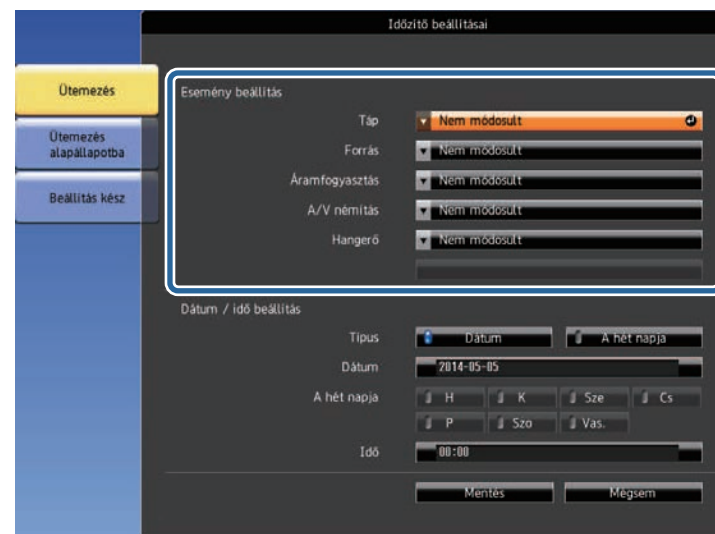 Időzítő beállításai
Ütemezés
Ütemezés
alapállapotba
Beállítás kész
Esemény beállítás
Táp Nem módosult
Forrás Nem módosult
Áramfogyasztás Nem módosult
A/V némítás Nem módosult
Hangerő Nem módosult
Dátum / idő beállítás
Típus Dátum A hét napja
Dátum 2014-05-05
A hét napja H K Sze Cs
P Szo Vas.
Idő 00:00
Mentés Mégsem